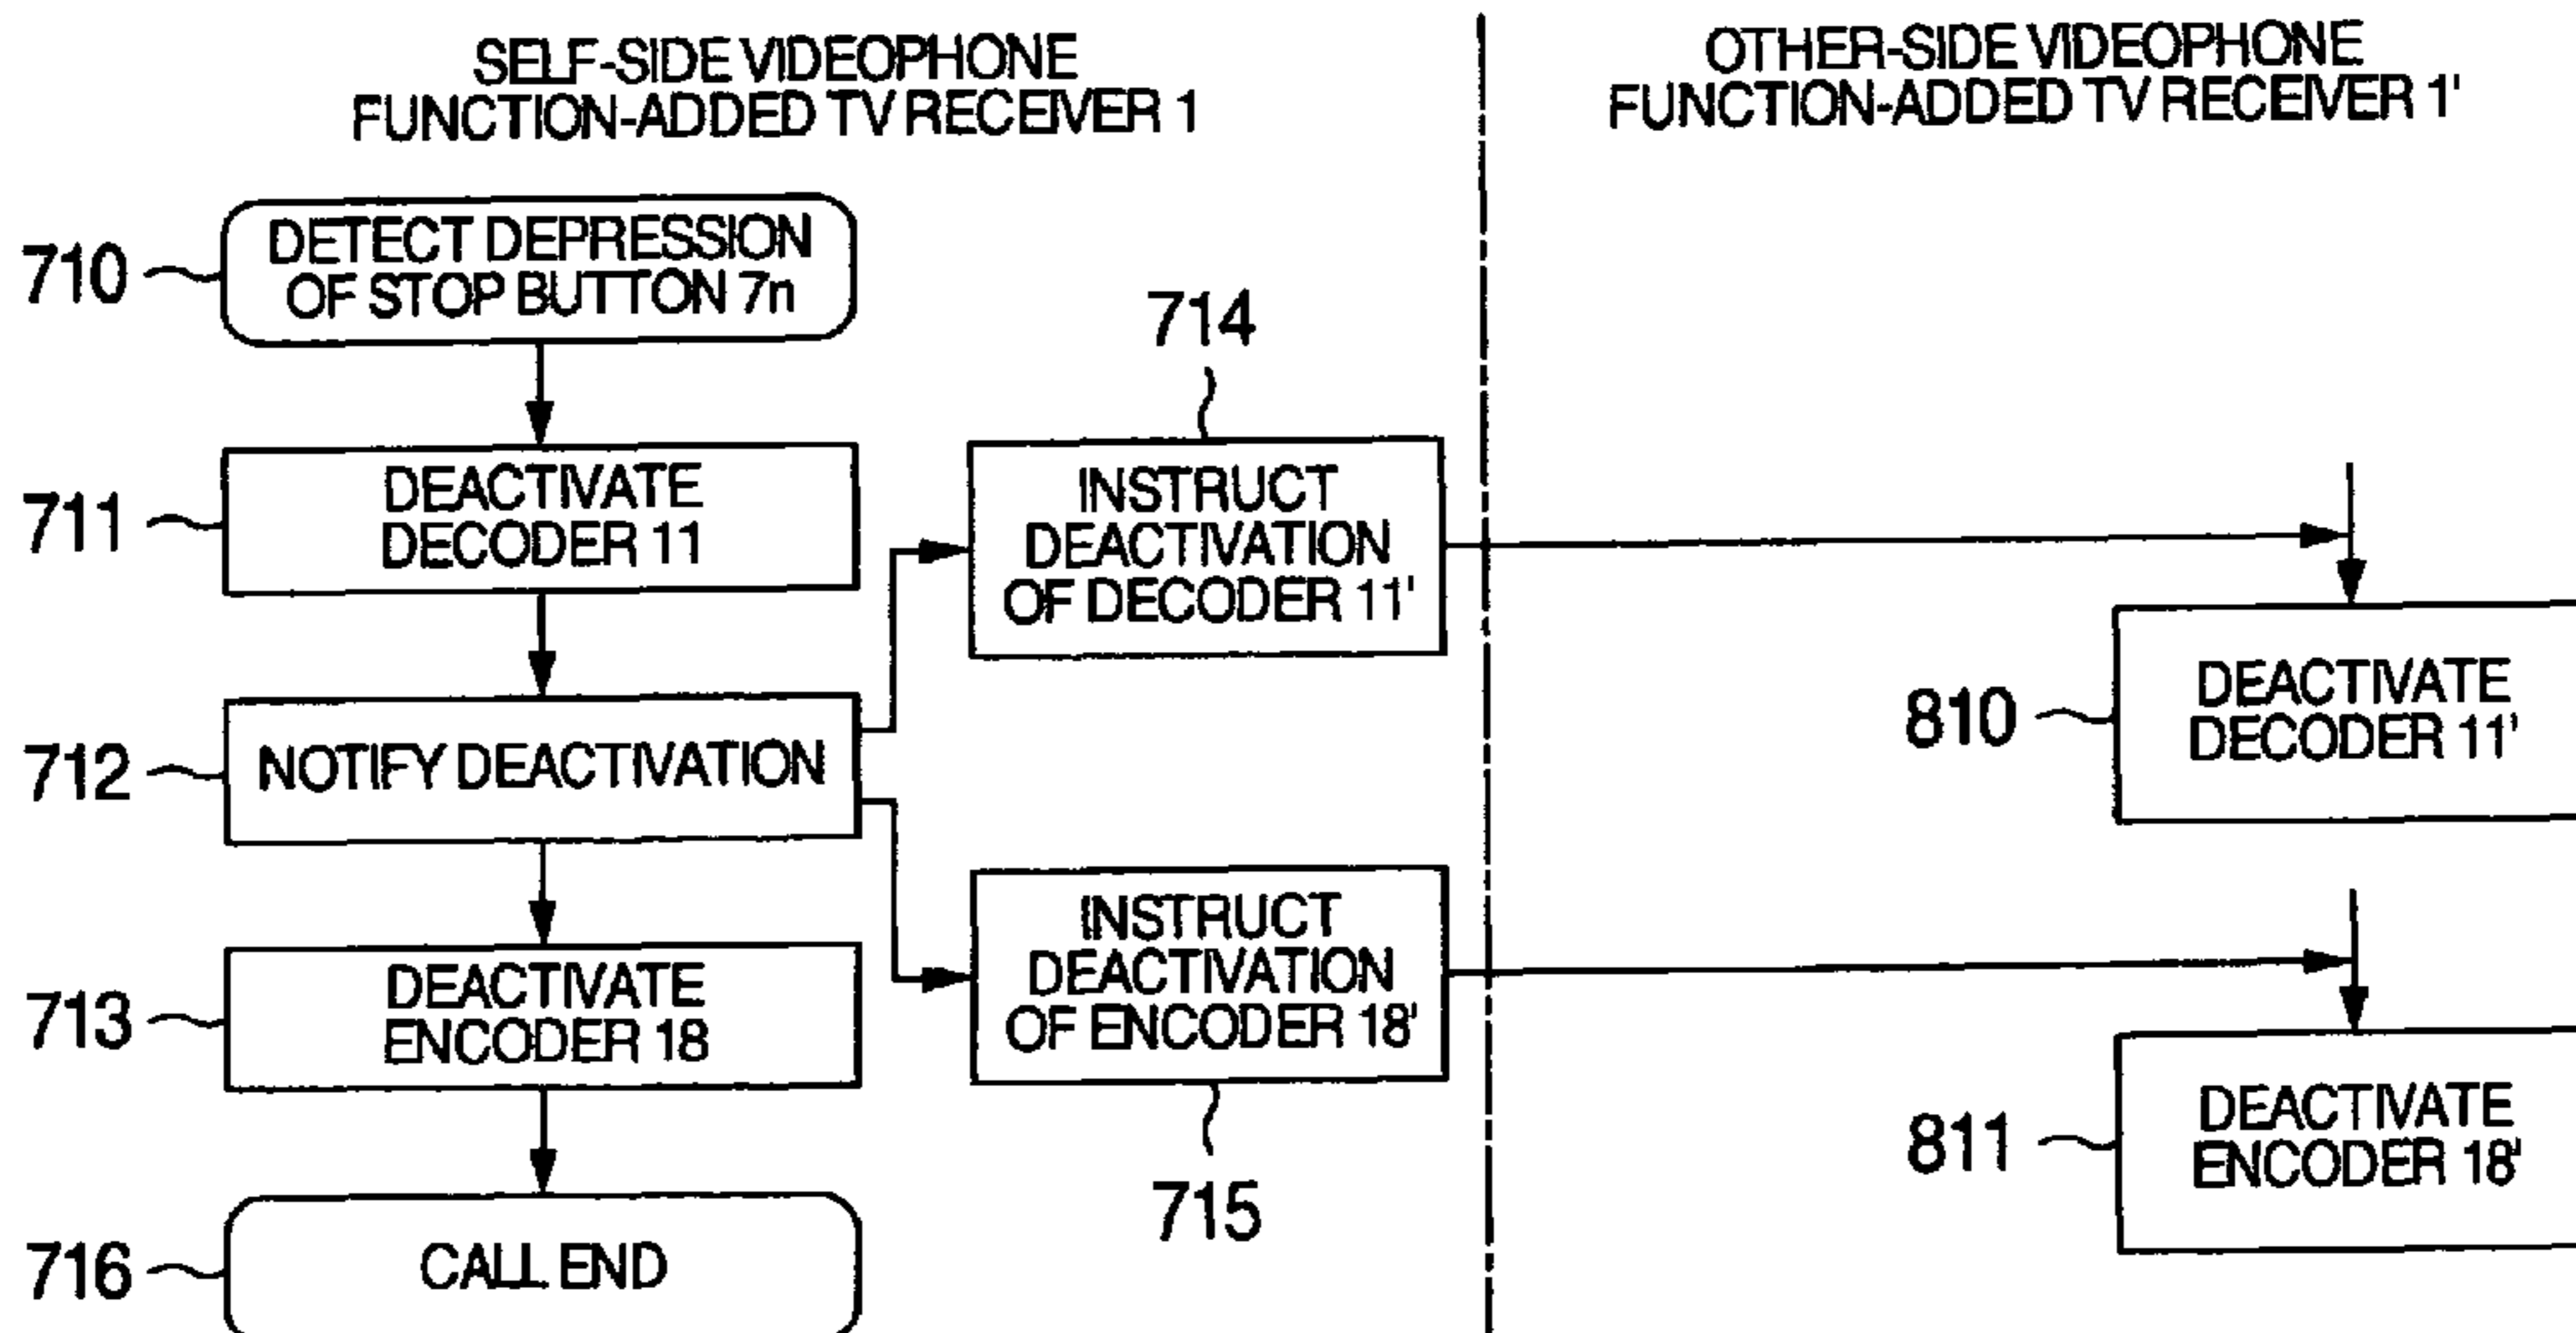 SELF-SIDE VIDEOPHONE
FUNCTION-ADDED TV RECEIVER 1
OTHER-SIDE VIDEOPHONE
FUNCTION-ADDED TV RECEIVER 1'
710
DETECT DEPRESSION
OF STOP BUTTON 7n
714
711
DEACTIVATE
DECODER 11
INSTRUCT
DEACTIVATION
OF DECODER 11'
810
DEACTIVATE
DECODER 11'
712
NOTIFY DEACTIVATION
713
DEACTIVATE
ENCODER 18
INSTRUCT
DEACTIVATION
OF ENCODER 18'
715
811
DEACTIVATE
ENCODER 18'
716
CALL END